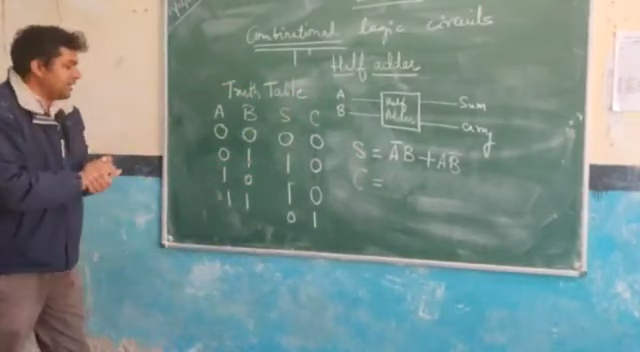 Combinational logic circuits
Half adder
Truth Table
A B S C
0 0 0 0
0 1 1 0
1 0 1 0
1 1 0 1
A
B
Half
Adder
Sum
Carry
S = A̅B + AB̅
C =